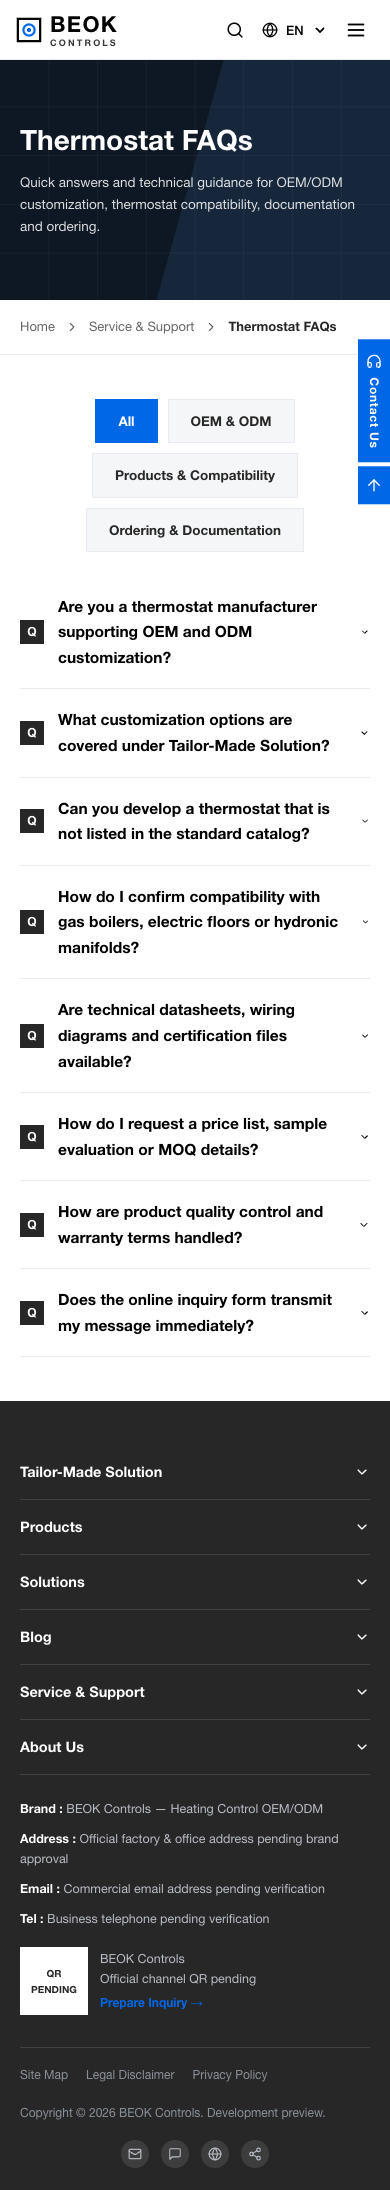 BEOK
CONTROLS
EN
Thermostat FAQs
Quick answers and technical guidance for OEM/ODM
customization, thermostat compatibility, documentation
and ordering.
Home
Service & Support
Thermostat FAQs
Contact Us
All
OEM & ODM
Products & Compatibility
Ordering & Documentation
Q
Are you a thermostat manufacturer
supporting OEM and ODM
customization?
Q
What customization options are
covered under Tailor-Made Solution?
Q
Can you develop a thermostat that is
not listed in the standard catalog?
Q
How do I confirm compatibility with
gas boilers, electric floors or hydronic
manifolds?
Q
Are technical datasheets, wiring
diagrams and certification files
available?
Q
How do I request a price list, sample
evaluation or MOQ details?
Q
How are product quality control and
warranty terms handled?
Q
Does the online inquiry form transmit
my message immediately?
Tailor-Made Solution
Products
Solutions
Blog
Service & Support
About Us
Brand : BEOK Controls — Heating Control OEM/ODM
Address : Official factory & office address pending brand
approval
Email : Commercial email address pending verification
Tel : Business telephone pending verification
QR
PENDING
BEOK Controls
Official channel QR pending
Prepare Inquiry →
Site Map
Legal Disclaimer
Privacy Policy
Copyright © 2026 BEOK Controls. Development preview.